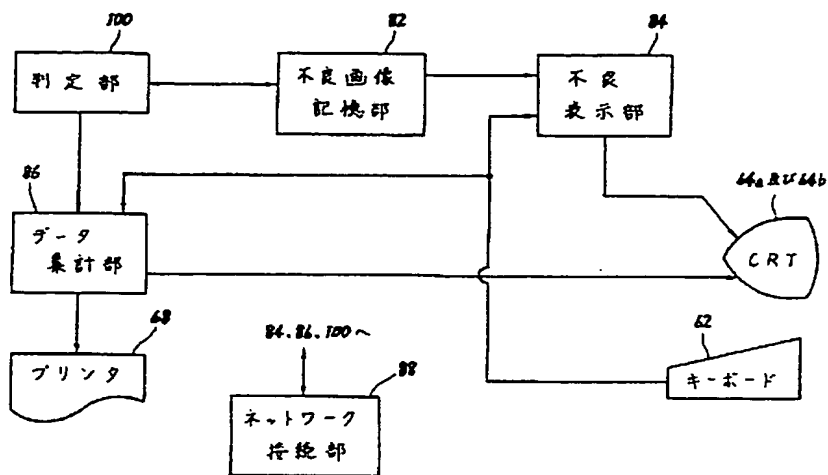 100
判定部
82
不良画像
記憶部
84
不良
表示部
86
データ
集計部
64a及び64b
CRT
68
プリンタ
84.86.100へ
88
ネットワーク
接続部
62
キーボード